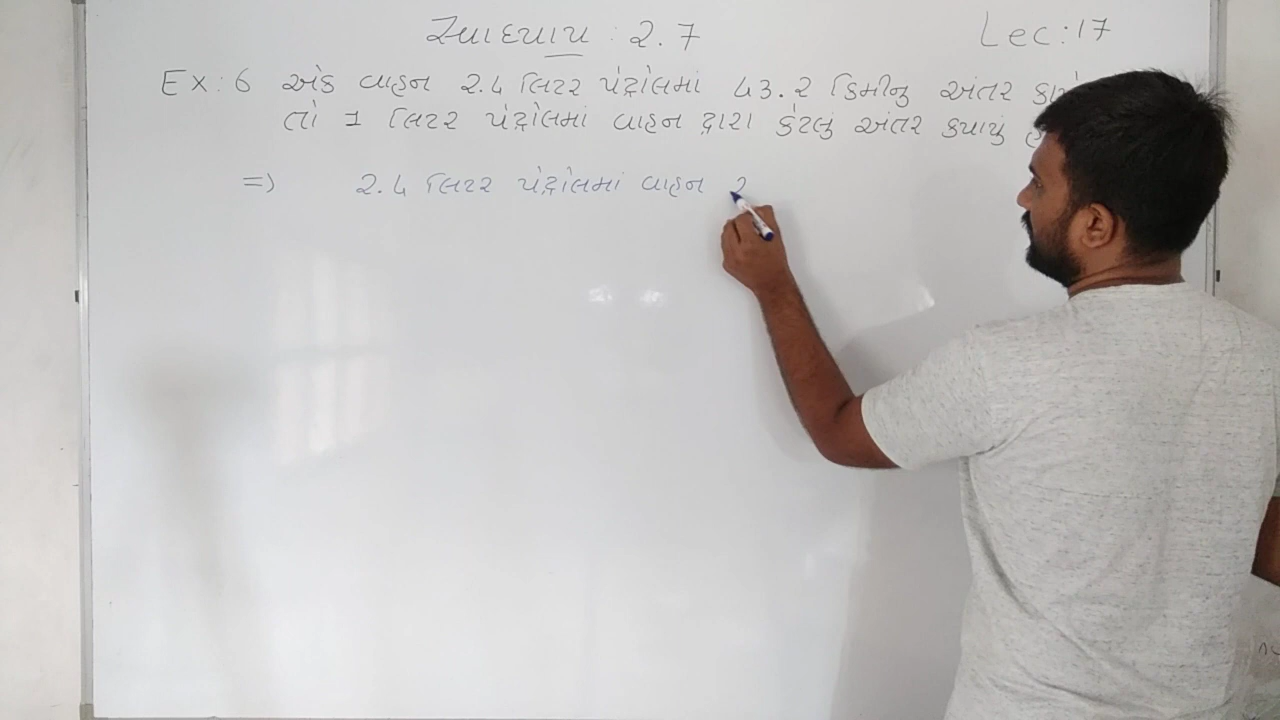 સ્વાધ્યાય : 2.7
Lec:17
Ex:6 એક વાહન 2.4 લિટર પેટ્રોલમાં 43.2 કિમીનુ અંતર
તો 1 લિટર પેટ્રોલમાં વાહન દ્વારા કેટલું અંતર કપાયું
=> 2.4 લિટર પેટ્રોલમાં વાહન